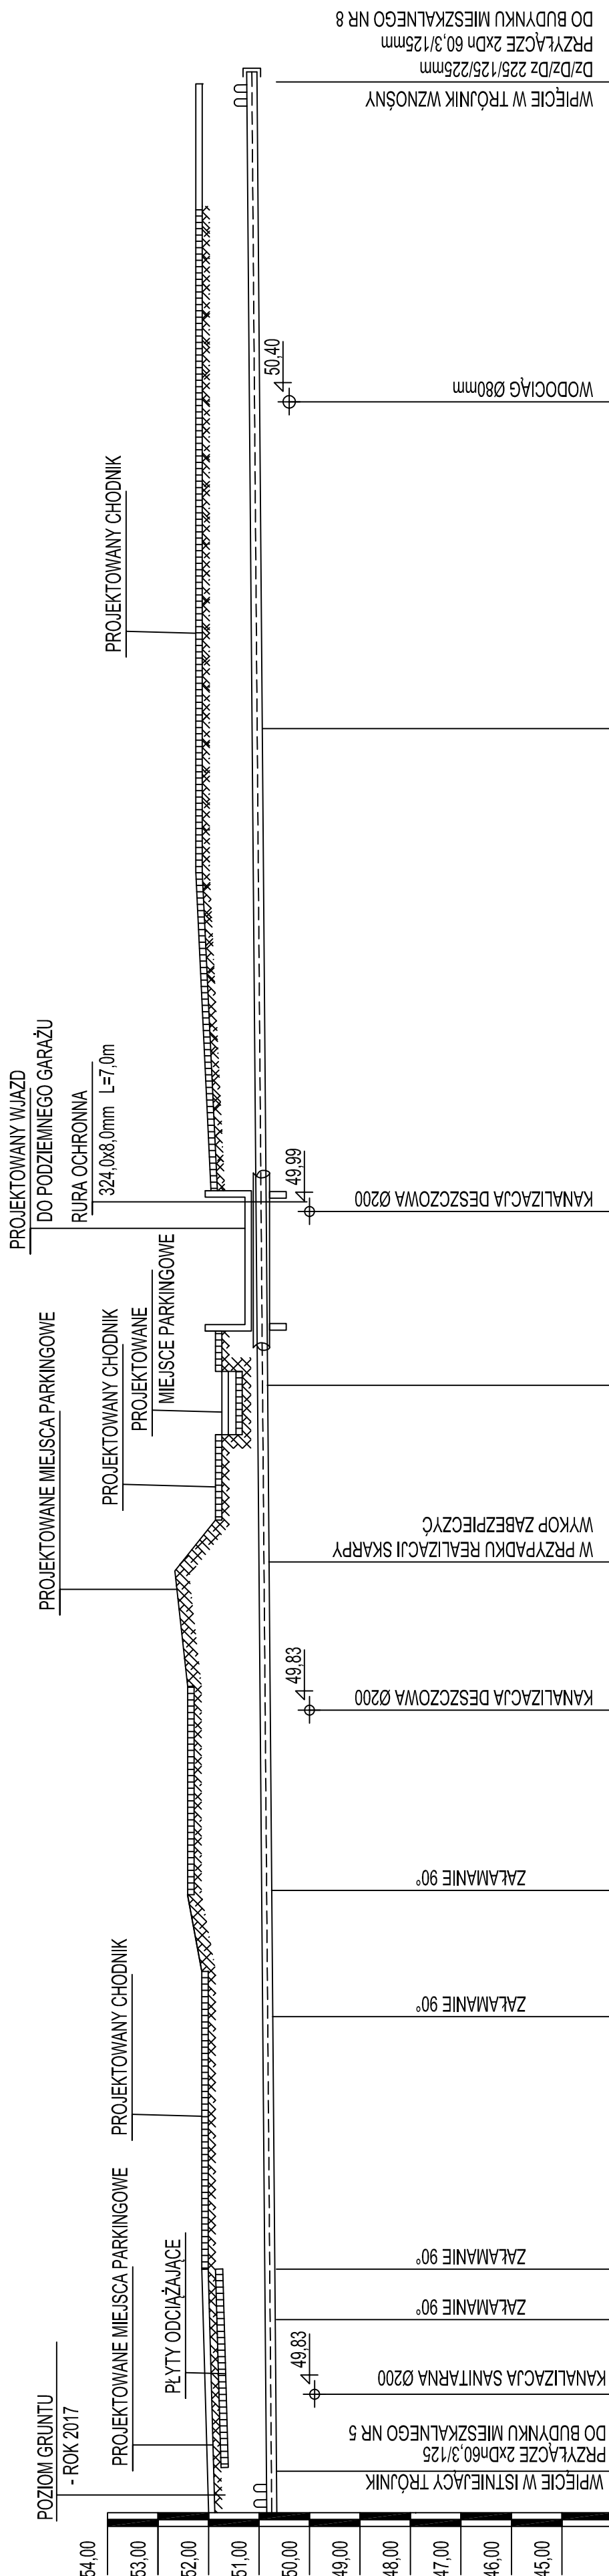 PROJEKTOWANY WJAZD
DO PODZIEMNEGO GARAŻU
RURA OCHRONNA
324,0x8,0mm L=7,0m
POZIOM GRUNTU
- ROK 2017
PROJEKTOWANE MIEJSCA PARKINGOWE
PŁYTY ODCIĄŻAJĄCE
PROJEKTOWANY CHODNIK
PROJEKTOWANE MIEJSCA PARKINGOWE
PROJEKTOWANY CHODNIK
PROJEKTOWANE
MIEJSCE PARKINGOWE
PROJEKTOWANY CHODNIK
54,00
53,00
52,00
51,00
50,00
49,00
48,00
47,00
46,00
45,00
49,83
49,83
49,99
50,40
WPIĘCIE W ISTNIEJĄCY TRÓJNIK
PRZYŁĄCZE 2xDn60,3/125
DO BUDYNKU MIESZKALNEGO NR 5
KANALIZACJA SANITARNA Ø200
ZAŁAMANIE 90°
ZAŁAMANIE 90°
ZAŁAMANIE 90°
ZAŁAMANIE 90°
KANALIZACJA DESZCZOWA Ø200
W PRZYPADKU REALIZACJI SKARPY
WYKOP ZABEZPIECZYĆ
KANALIZACJA DESZCZOWA Ø200
WODOCIĄG Ø80mm
WPIĘCIE W TRÓJNIK WZNOŚNY
Dz/Dz/Dz 225/125/225mm
PRZYŁĄCZE 2xDn 60,3/125mm
DO BUDYNKU MIESZKALNEGO NR 8